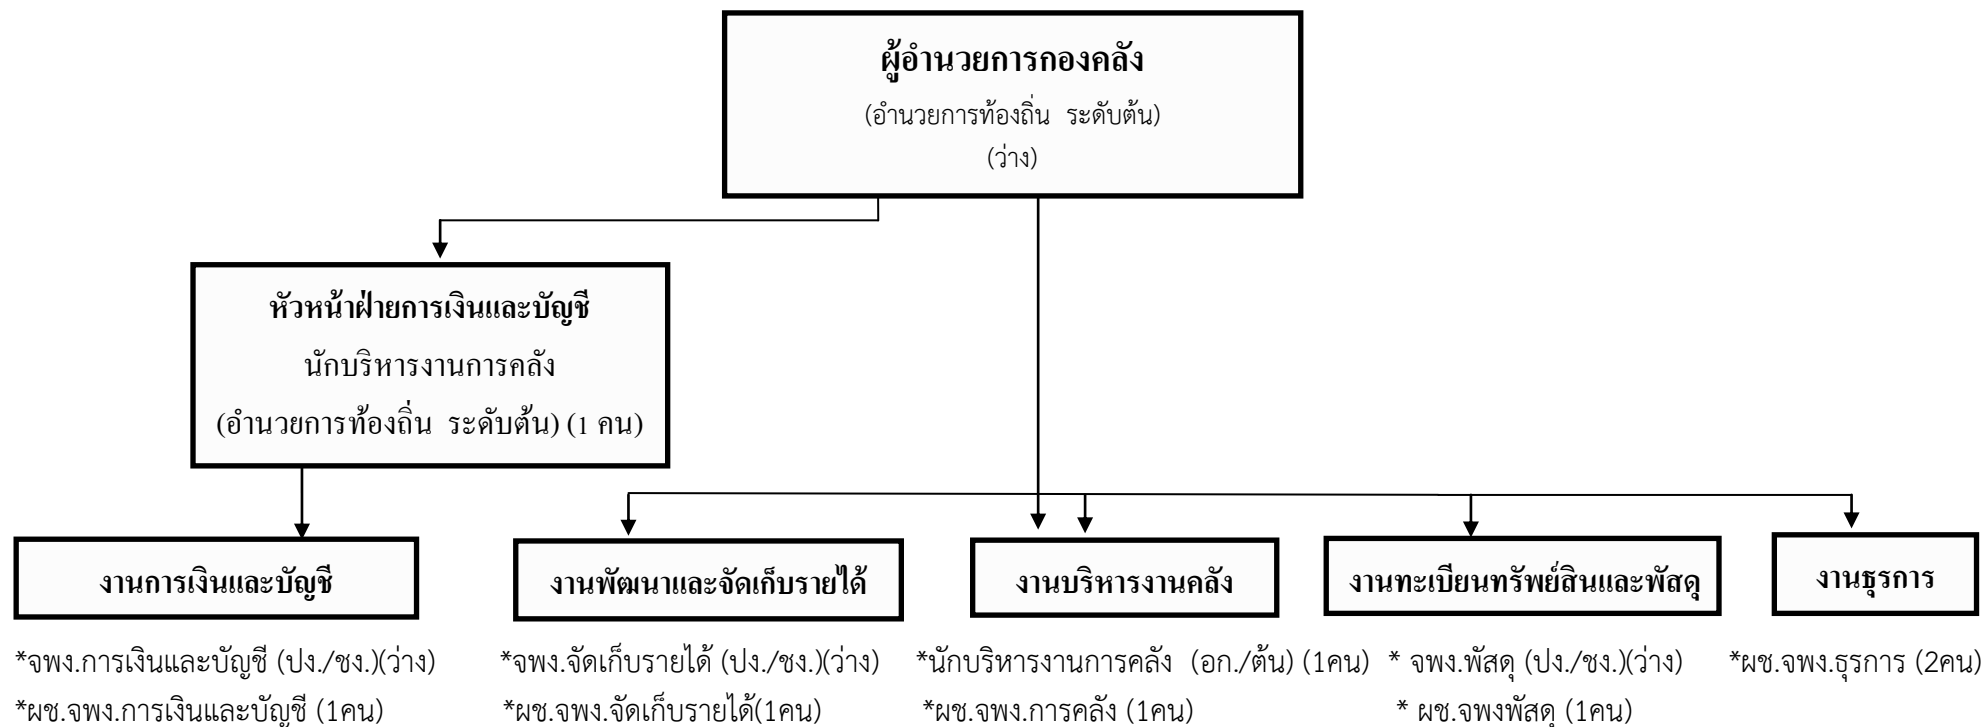 ผู้อำนวยการกองคลัง
(อำนวยการท้องถิ่น ระดับต้น)
(ว่าง)
หัวหน้าฝ่ายการเงินและบัญชี
นักบริหารงานการคลัง
(อำนวยการท้องถิ่น ระดับต้น) (1 คน)
งานการเงินและบัญชี
*จพง.การเงินและบัญชี (ปง./ชง.)(ว่าง)
*ผช.จพง.การเงินและบัญชี (1คน)
งานพัฒนาและจัดเก็บรายได้
*จพง.จัดเก็บรายได้ (ปง./ชง.)(ว่าง)
*ผช.จพง.จัดเก็บรายได้(1คน)
งานบริหารงานคลัง
*นักบริหารงานการคลัง (อก./ต้น) (1คน)
*ผช.จพง.การคลัง (1คน)
งานทะเบียนทรัพย์สินและพัสดุ
* จพง.พัสดุ (ปง./ชง.)(ว่าง)
* ผช.จพงพัสดุ (1คน)
งานธุรการ
*ผช.จพง.ธุรการ (2คน)